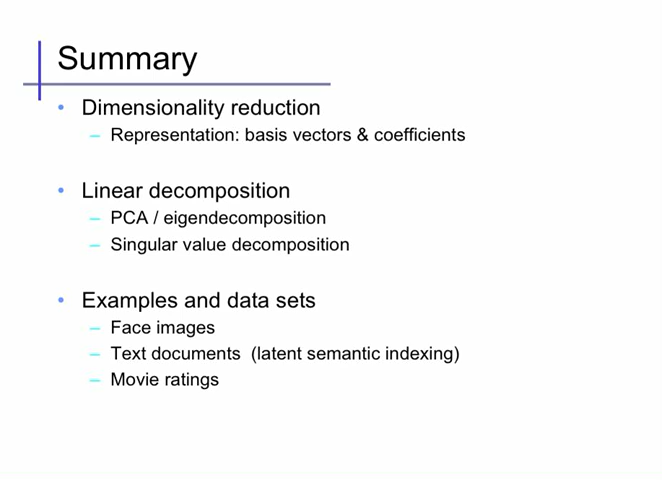 Summary
• Dimensionality reduction
– Representation: basis vectors & coefficients
• Linear decomposition
– PCA / eigendecomposition
– Singular value decomposition
• Examples and data sets
– Face images
– Text documents (latent semantic indexing)
– Movie ratings